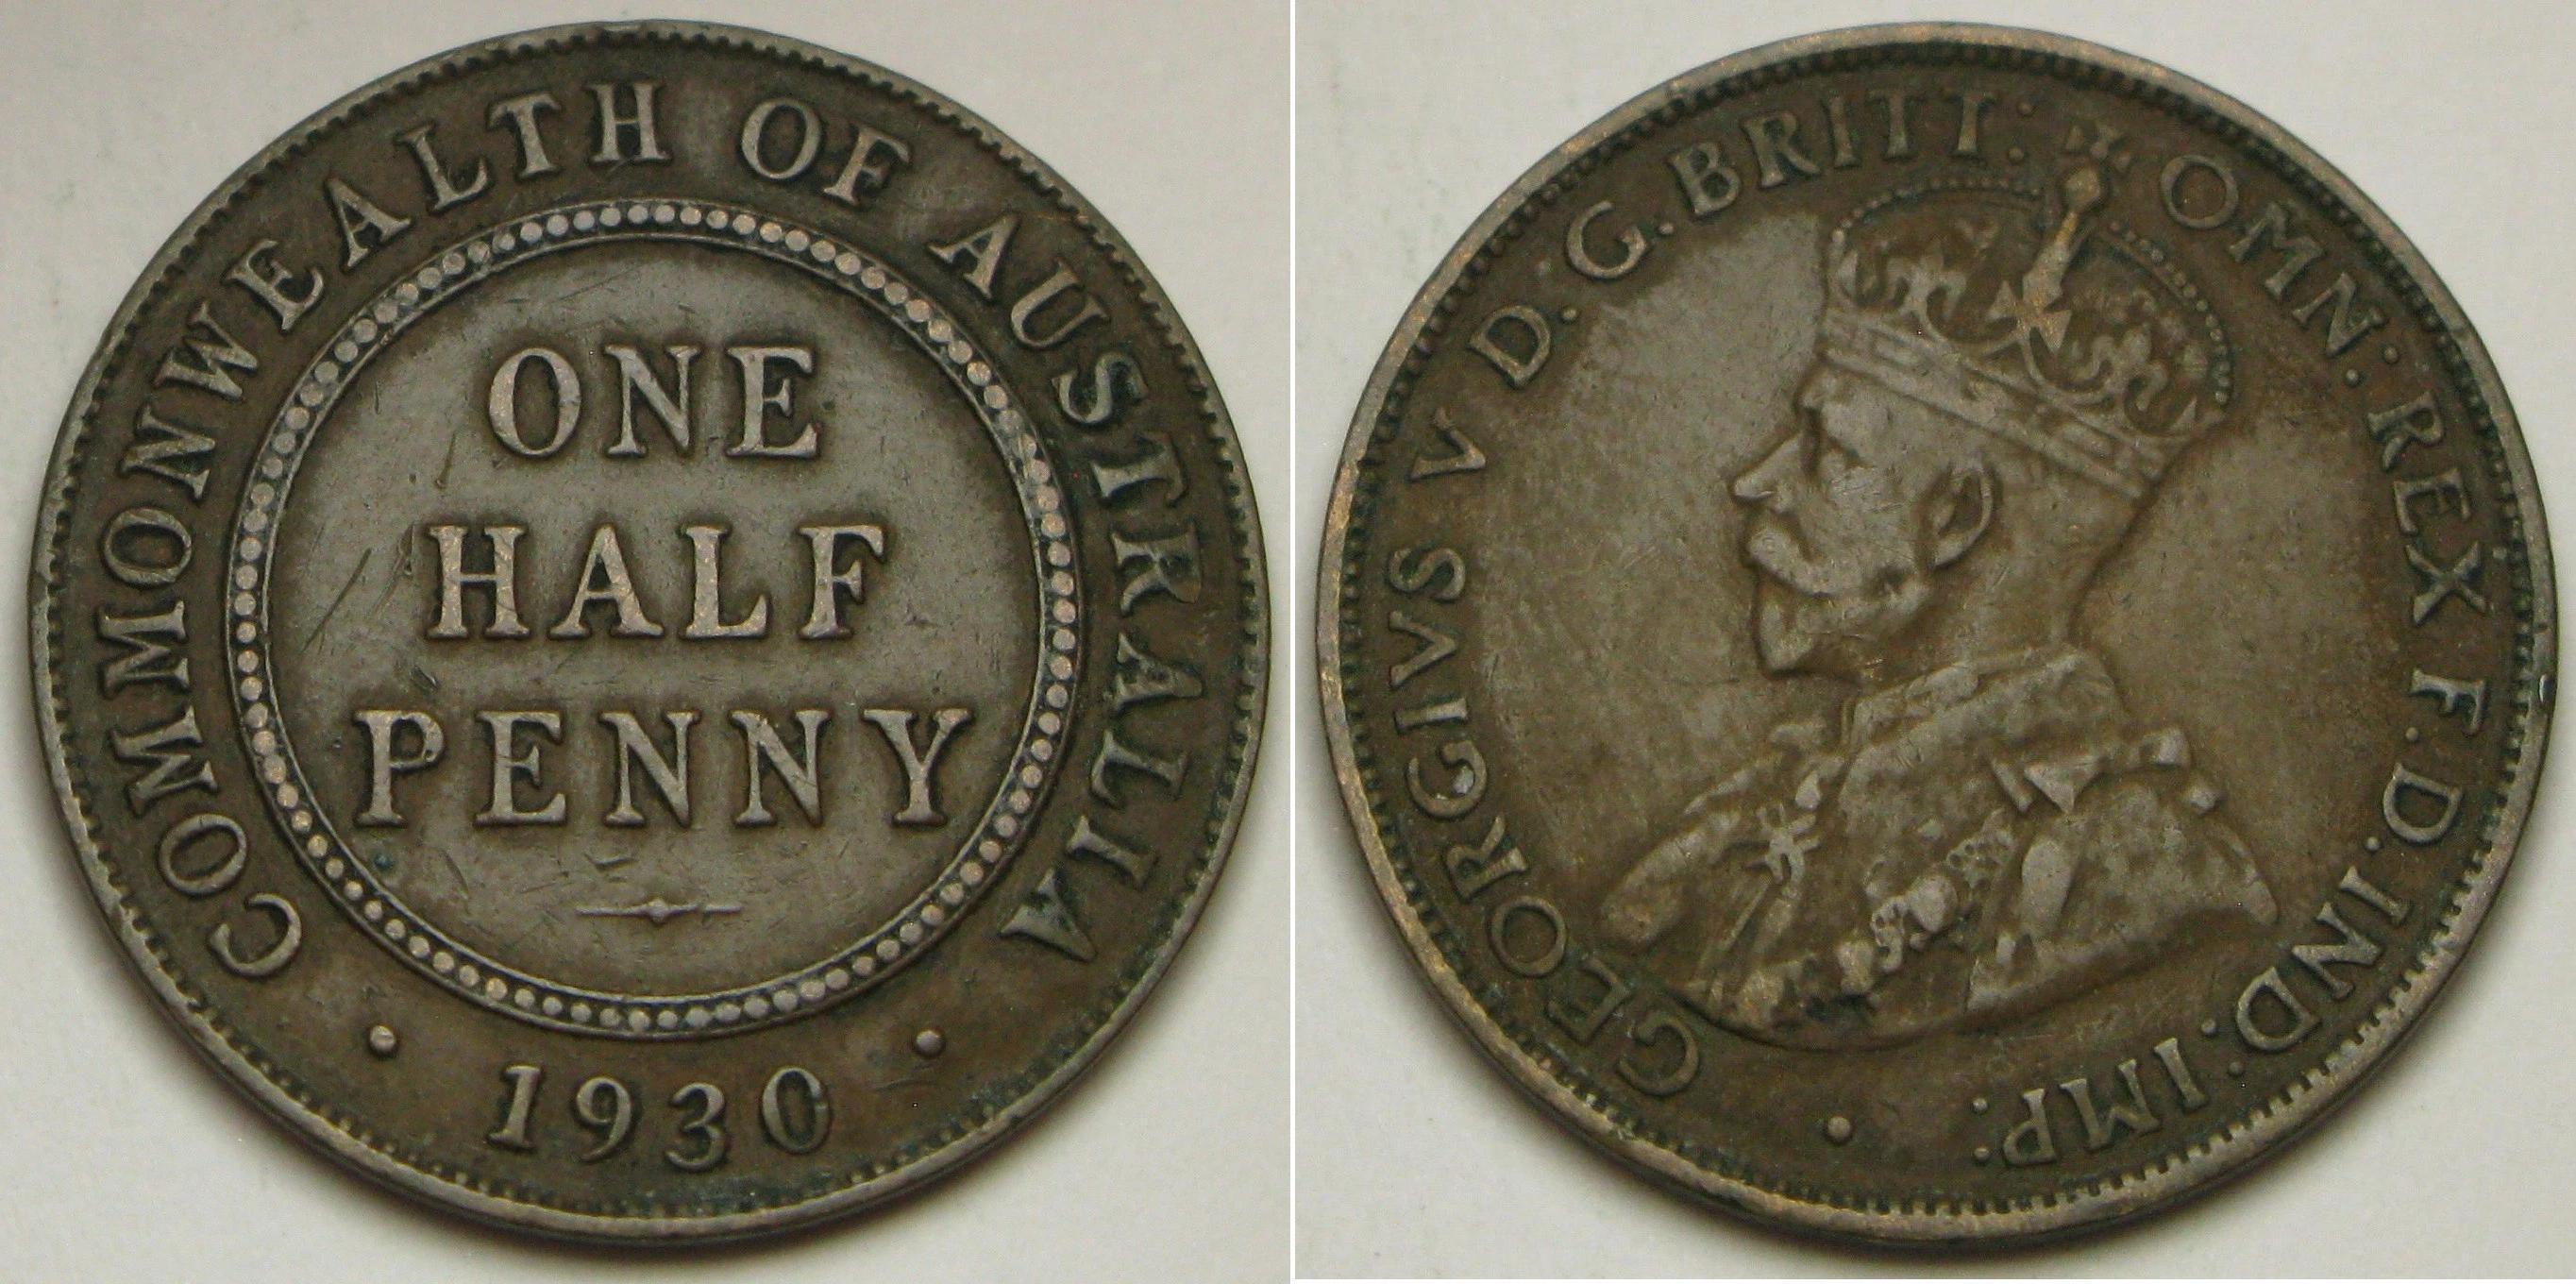 COMMONWEALTH OF AUSTRALIA
ONE
HALF
PENNY
· 1930 ·
GEORGIVS V D.G.BRITT: OMN: REX F.D.IND:IMP: